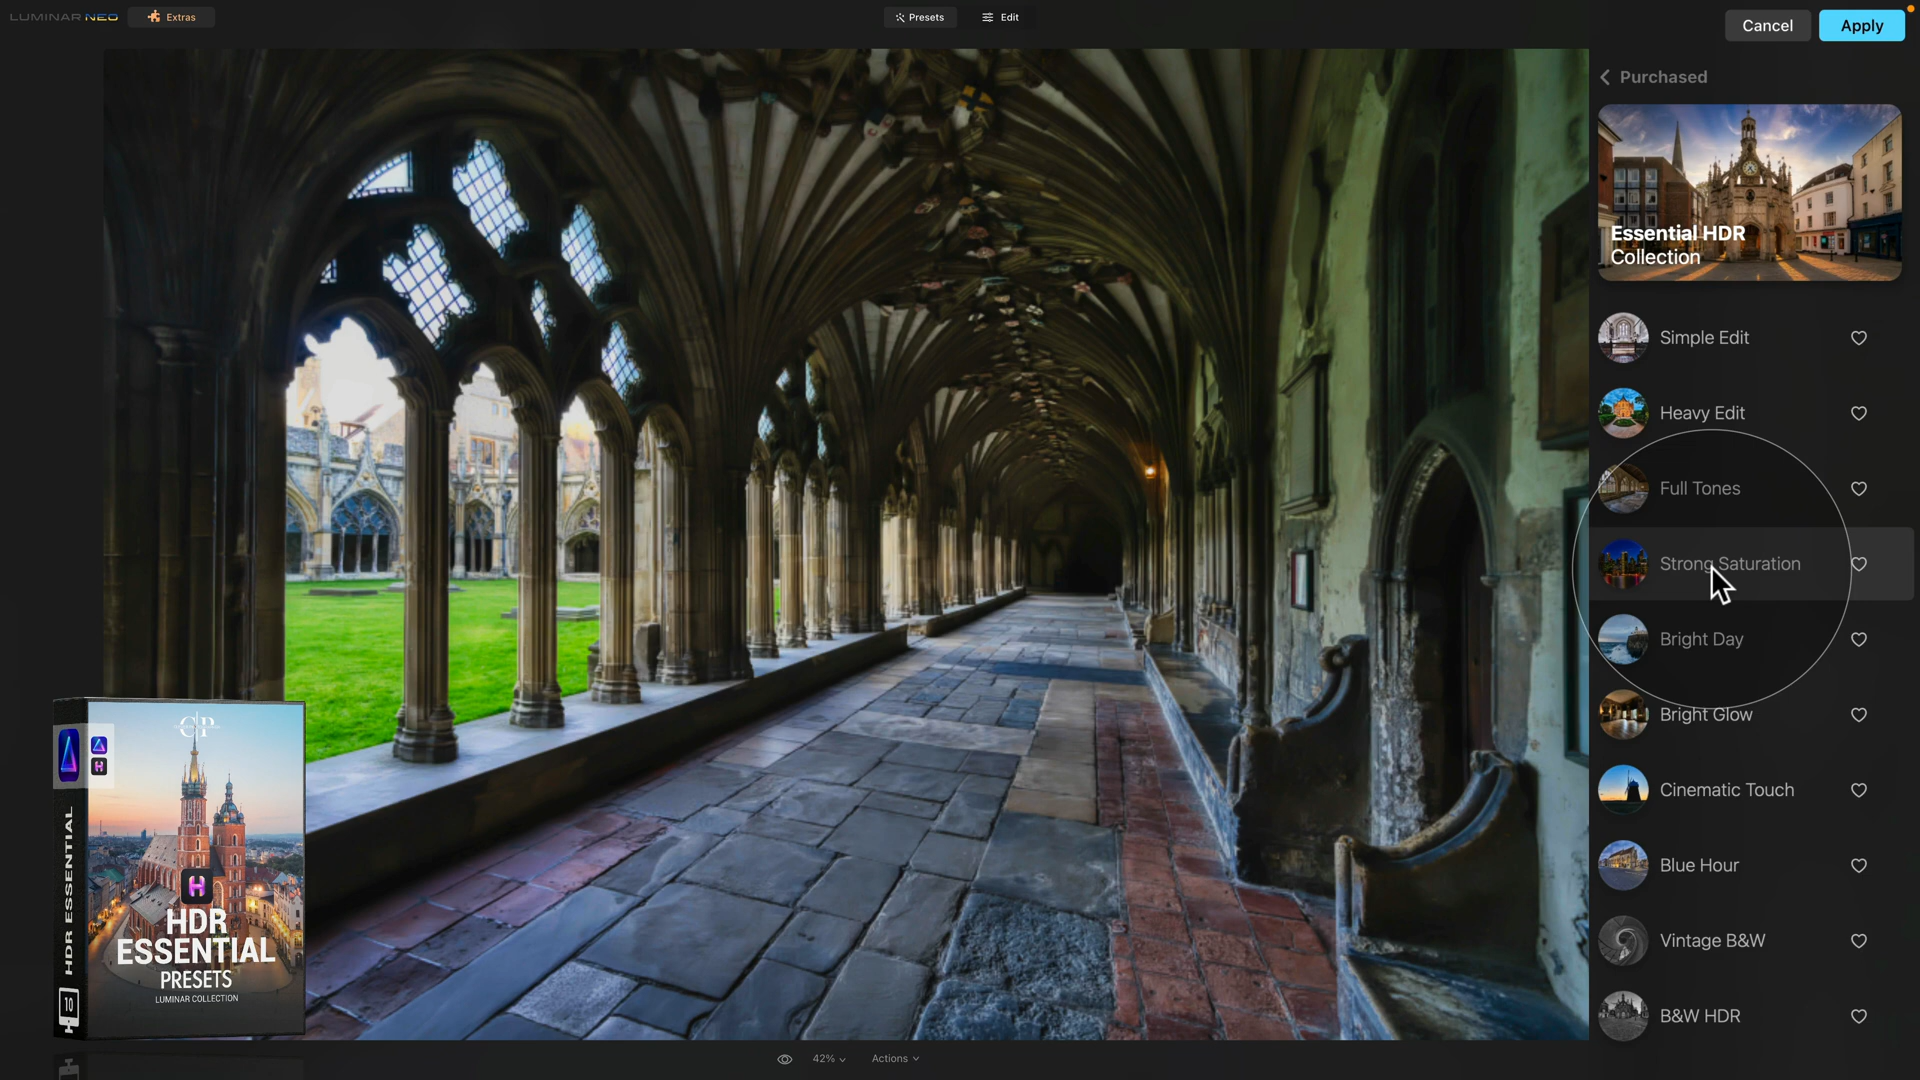 LUMINAR NEO
Extras
Presets
Edit
Cancel
Apply
Purchased
Essential HDR
Collection
Simple Edit
Heavy Edit
Full Tones
Strong Saturation
Bright Day
Bright Glow
Cinematic Touch
Blue Hour
Vintage B&W
B&W HDR
CP
H
HDR ESSENTIAL
10
H
HDR
ESSENTIAL
PRESETS
LUMINAR COLLECTION
42%
Actions